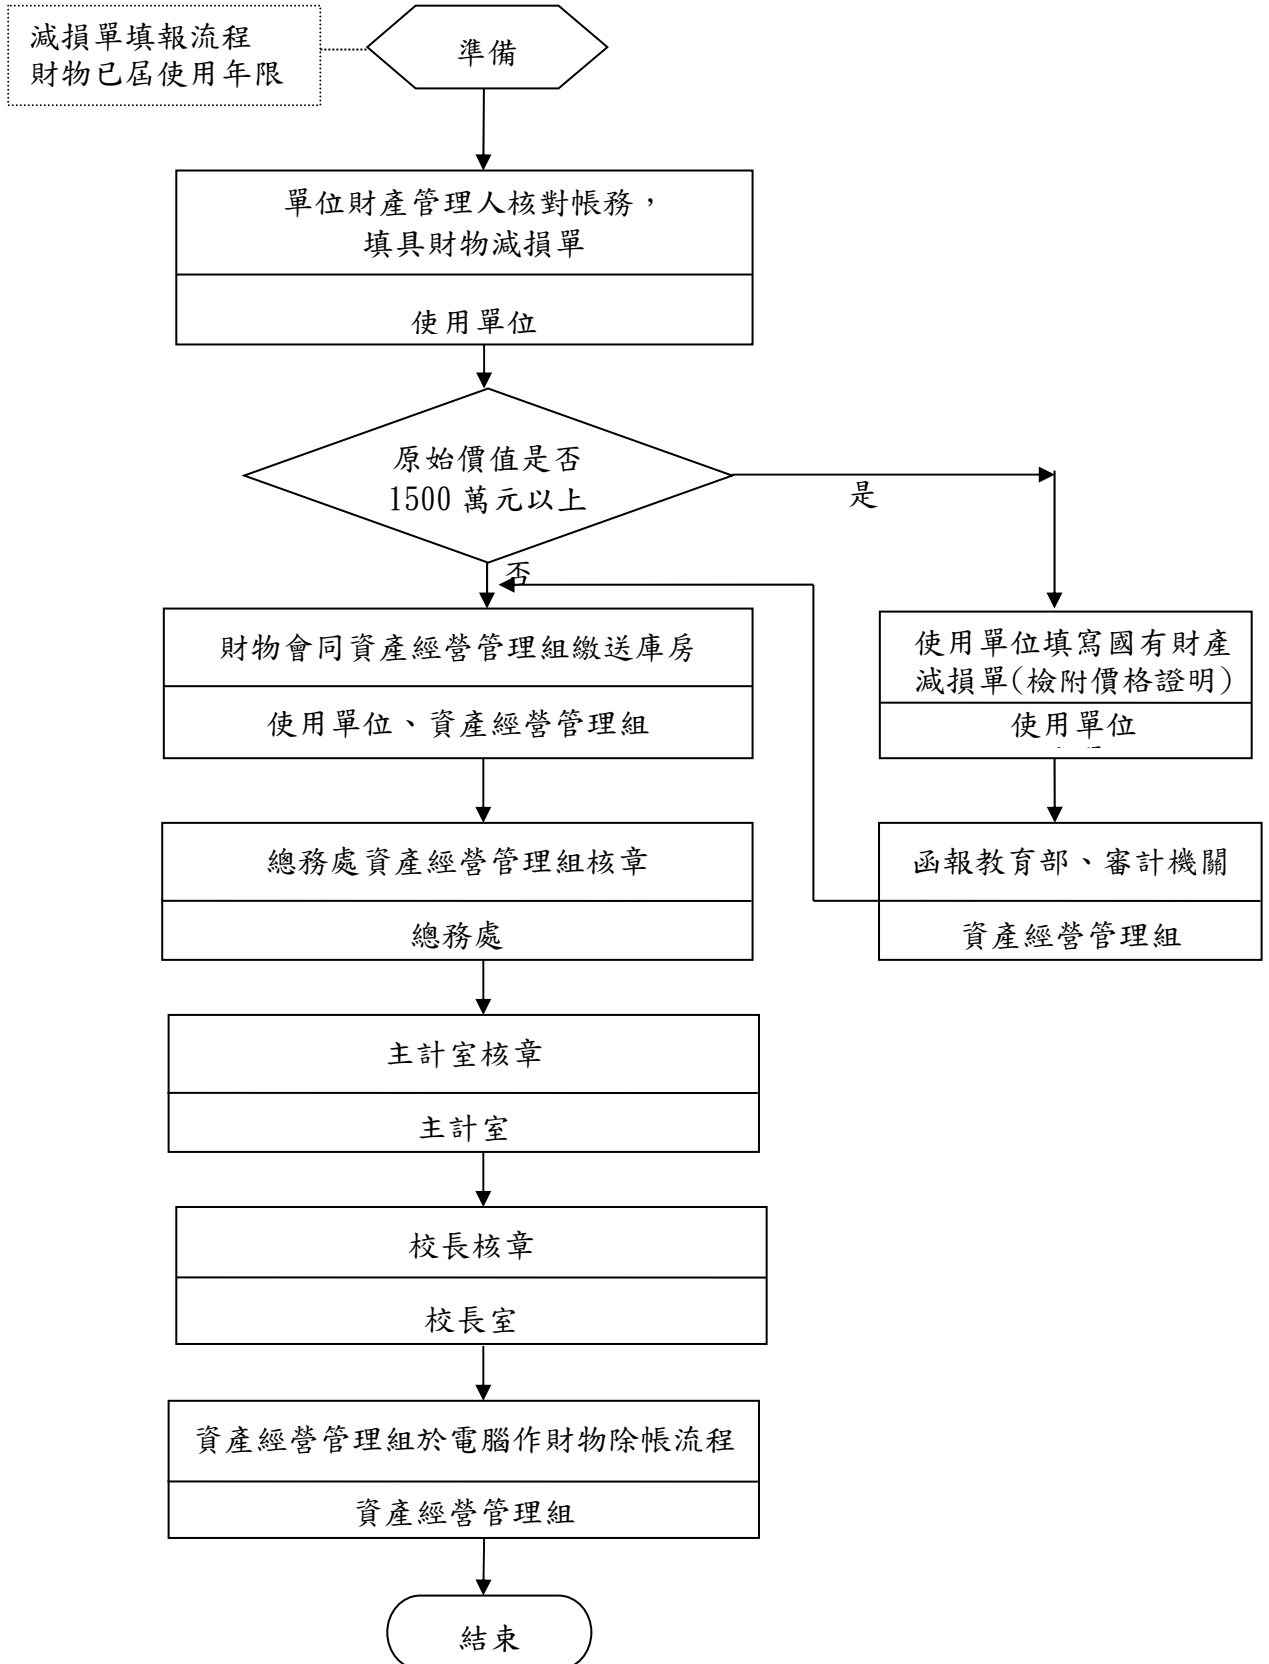 減損單填報流程
財物已屆使用年限
準備
單位財產管理人核對帳務，
填具財物減損單
使用單位
原始價值是否
1500 萬元以上
是
否
財物會同資產經營管理組繳送庫房
使用單位、資產經營管理組
使用單位填寫國有財產
減損單(檢附價格證明)
使用單位
總務處資產經營管理組核章
總務處
函報教育部、審計機關
資產經營管理組
主計室核章
主計室
校長核章
校長室
資產經營管理組於電腦作財物除帳流程
資產經營管理組
結束